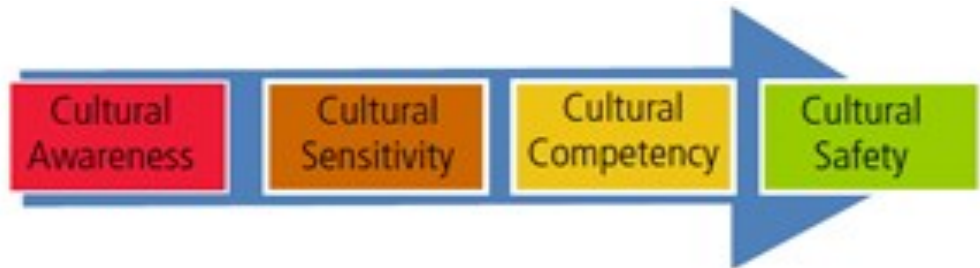 Cultural
Awareness
Cultural
Sensitivity
Cultural
Competency
Cultural
Safety